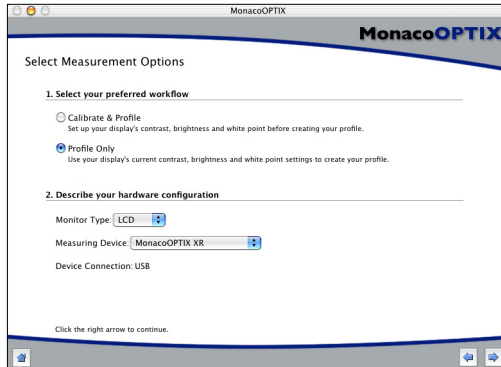 MonacoOPTIX
MonacoOPTIX
Select Measurement Options
1. Select your preferred workflow
Calibrate & Profile
Set up your display's contrast, brightness and white point before creating your profile.
Profile Only
Use your display's current contrast, brightness and white point settings to create your profile.
2. Describe your hardware configuration
Monitor Type: LCD
Measuring Device: MonacoOPTIX XR
Device Connection: USB
Click the right arrow to continue.